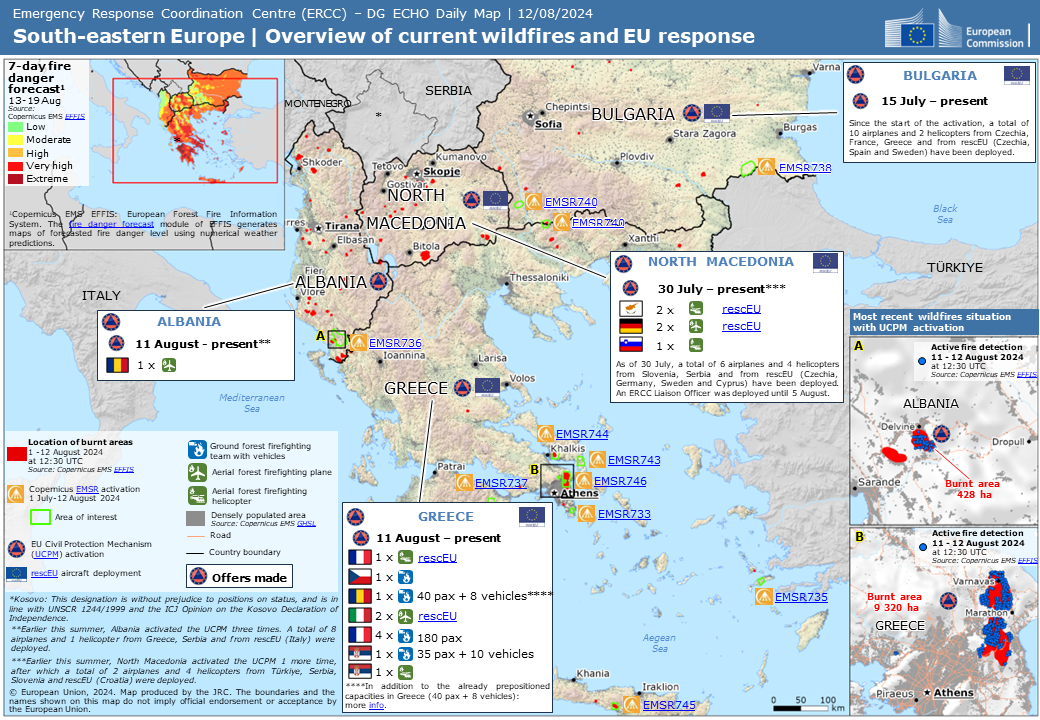 Emergency Response Coordination Centre (ERCC) – DG ECHO Daily Map | 12/08/2024
South-eastern Europe | Overview of current wildfires and EU response
European
Commission
7-day fire
danger
forecast¹
13-19 Aug
Source:
Copernicus EMS EFFIS
Low
Moderate
High
Very high
Extreme
*
¹Copernicus EMS EFFIS: European Forest Fire Information
System. The fire danger forecast module of EFFIS generates
maps of forecasted fire danger level using numerical weather
predictions.
MONTENEGRO
SERBIA
*
Varna
Chepintsi
Sofia
BULGARIA
Stara Zagora
Burgas
Plovdiv
Shkoder
Kumanovo
Tetovo
Skopje
Gostivar
NORTH
MACEDONIA
EMSR738
EMSR740
EMSR740
Tirana
Elbasan
Bitola
Xanthi
Black
Sea
TÜRKIYE
Fier
ALBANIA
Vlore
Thessaloniki
ITALY
A
EMSR736
Ioannina
Larisa
GREECE
Volos
Mediterranean
Sea
EMSR744
Khalkis
EMSR743
Patrai
B
EMSR737
EMSR746
Athens
EMSR733
EMSR735
Aegean
Sea
Khania
Iraklion
EMSR745
0 50 100
km
BULGARIA
15 July – present
Since the start of the activation, a total of
10 airplanes and 2 helicopters from Czechia,
France, Greece and from rescEU (Czechia,
Spain and Sweden) have been deployed.
NORTH MACEDONIA
30 July – present***
2 x rescEU
2 x rescEU
1 x
As of 30 July, a total of 6 airplanes and 4 helicopters
from Slovenia, Serbia and from rescEU (Czechia,
Germany, Sweden and Cyprus) have been deployed.
An ERCC Liaison Officer was deployed until 5 August.
ALBANIA
11 August - present**
1 x
GREECE
11 August – present
1 x rescEU
1 x
1 x 40 pax + 8 vehicles****
2 x rescEU
4 x 180 pax
1 x 35 pax + 10 vehicles
1 x
****In addition to the already prepositioned
capacities in Greece (40 pax + 8 vehicles):
more info.
Location of burnt areas
1 -12 August 2024
at 12:30 UTC
Source: Copernicus EMS EFFIS
Copernicus EMSR activation
1 July-12 August 2024
Area of interest
EU Civil Protection Mechanism
(UCPM) activation
rescEU aircraft deployment
Ground forest firefighting
team with vehicles
Aerial forest firefighting plane
Aerial forest firefighting
helicopter
Densely populated area
Source: Copernicus EMS GHSL
Road
Country boundary
Offers made
*Kosovo: This designation is without prejudice to positions on status, and is in
line with UNSCR 1244/1999 and the ICJ Opinion on the Kosovo Declaration of
Independence.
**Earlier this summer, Albania activated the UCPM three times. A total of 8
airplanes and 1 helicopter from Greece, Serbia and from rescEU (Italy) were
deployed.
***Earlier this summer, North Macedonia activated the UCPM 1 more time,
after which a total of 2 airplanes and 4 helicopters from Türkiye, Serbia,
Slovenia and rescEU (Croatia) were deployed.
© European Union, 2024. Map produced by the JRC. The boundaries and the
names shown on this map do not imply official endorsement or acceptance by
the European Union.
Most recent wildfires situation
with UCPM activation
A
Active fire detection
11 - 12 August 2024
at 12:30 UTC
Source: Copernicus EMS EFFIS
ALBANIA
Delvine
Dropull
Sarande
Burnt area
428 ha
B
Active fire detection
11 - 12 August 2024
at 12:30 UTC
Source: Copernicus EMS EFFIS
Varnavas
Burnt area
9 320 ha
Marathon
GREECE
Piraeus
Athens